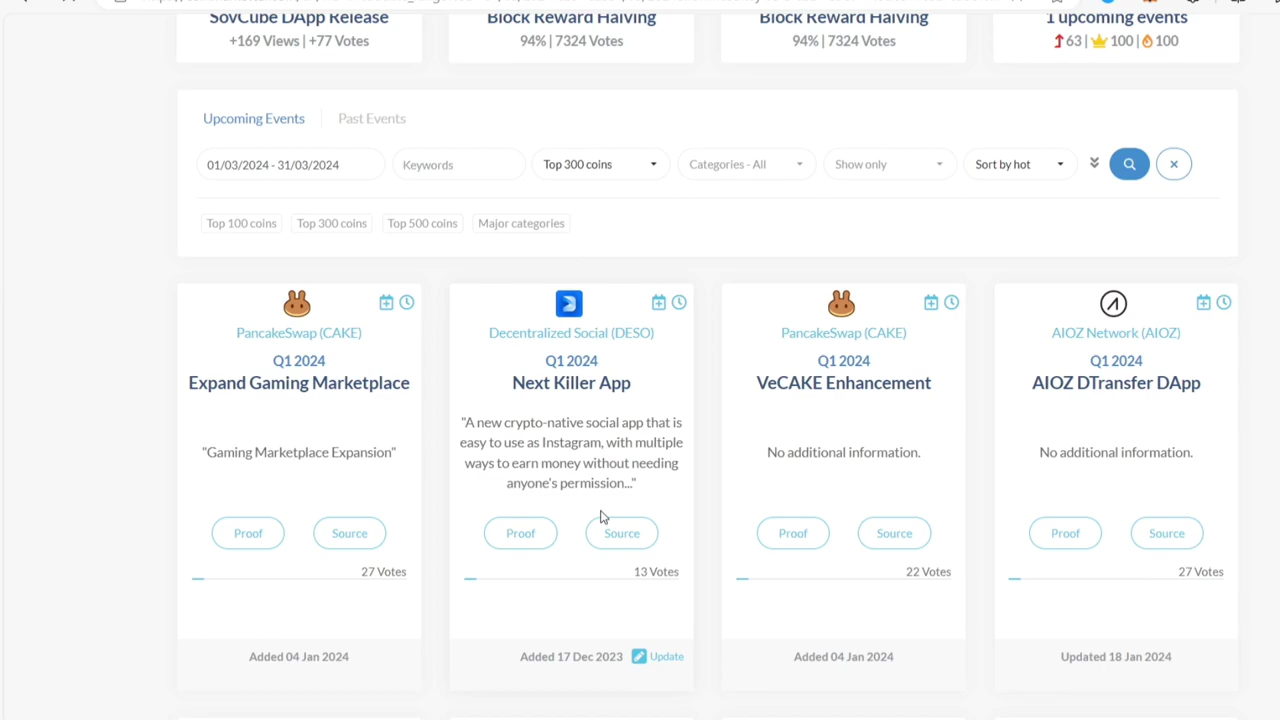 SovCube DApp Release
+169 Views | +77 Votes
Block Reward Halving
94% | 7324 Votes
Block Reward Halving
94% | 7324 Votes
1 upcoming events
63 | 100 | 100
Upcoming Events
Past Events
01/03/2024 - 31/03/2024
Keywords
Top 300 coins
Categories - All
Show only
Sort by hot
Top 100 coins
Top 300 coins
Top 500 coins
Major categories
PancakeSwap (CAKE)
Q1 2024
Expand Gaming Marketplace
"Gaming Marketplace Expansion"
Proof
Source
27 Votes
Added 04 Jan 2024
Decentralized Social (DESO)
Q1 2024
Next Killer App
"A new crypto-native social app that is
easy to use as Instagram, with multiple
ways to earn money without needing
anyone's permission..."
Proof
Source
13 Votes
Added 17 Dec 2023
Update
PancakeSwap (CAKE)
Q1 2024
VeCAKE Enhancement
No additional information.
Proof
Source
22 Votes
Added 04 Jan 2024
AIOZ Network (AIOZ)
Q1 2024
AIOZ DTransfer DApp
No additional information.
Proof
Source
27 Votes
Updated 18 Jan 2024